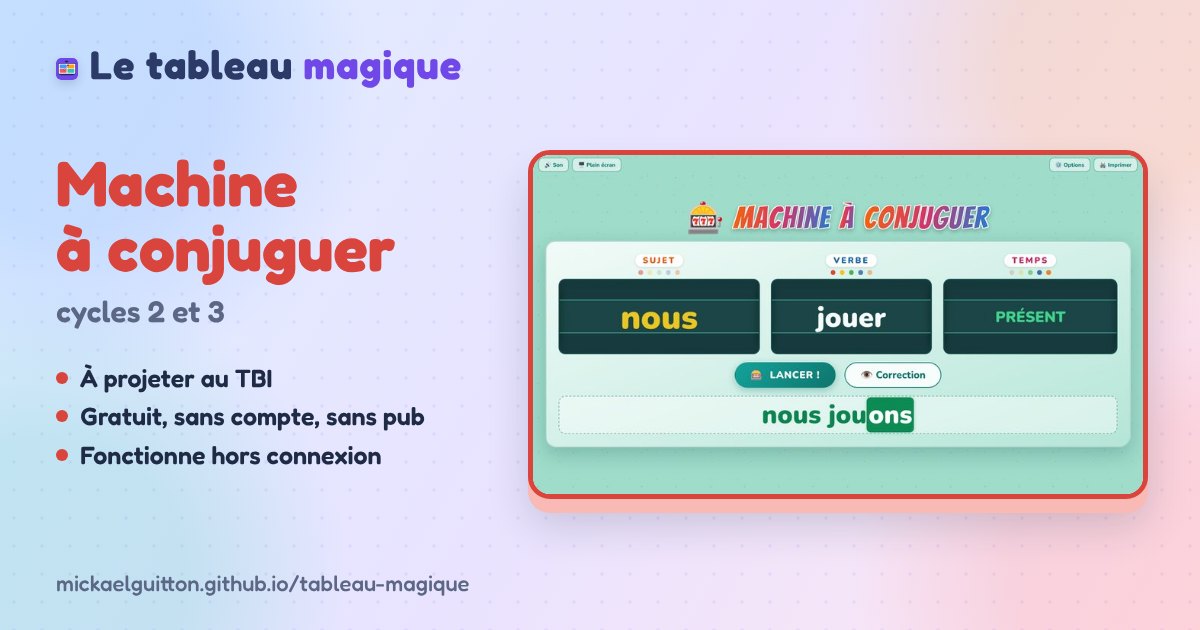 Le tableau magique
Machine
à conjuguer
cycles 2 et 3
À projeter au TBI
Gratuit, sans compte, sans pub
Fonctionne hors connexion
mickaelguitton.github.io/tableau-magique
Son
Plein écran
Options
Imprimer
MACHINE À CONJUGUER
SUJET
VERBE
TEMPS
nous
jouer
PRÉSENT
LANCER !
Correction
nous jouons